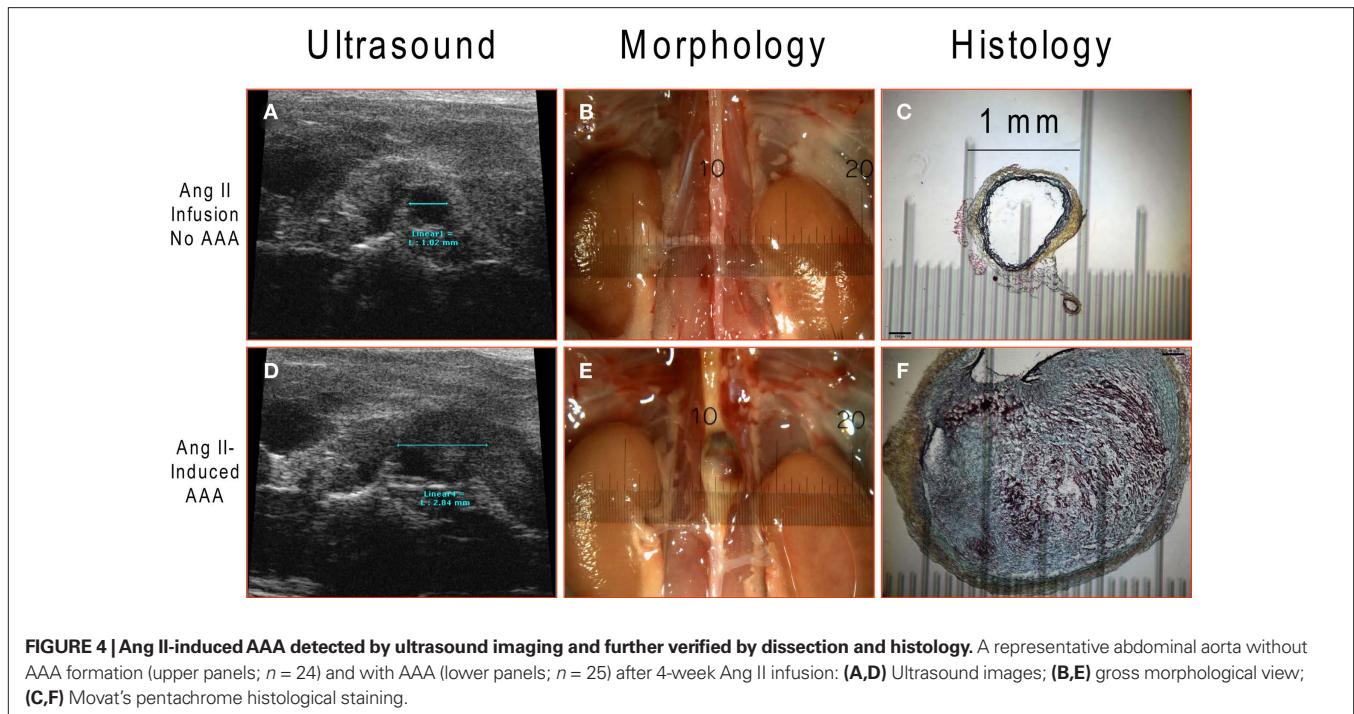 Ultrasound Morphology Histology
Ang II
Infusion
No AAA
A
Linear1 =
L : 1.02 mm
B
10
20
C
1 mm
Ang II-
Induced
AAA
D
Linear4 =
L : 2.84 mm
E
10
20
F
FIGURE 4 | Ang II-induced AAA detected by ultrasound imaging and further verified by dissection and histology. A representative abdominal aorta without
AAA formation (upper panels; n = 24) and with AAA (lower panels; n = 25) after 4-week Ang II infusion: (A,D) Ultrasound images; (B,E) gross morphological view;
(C,F) Movat's pentachrome histological staining.